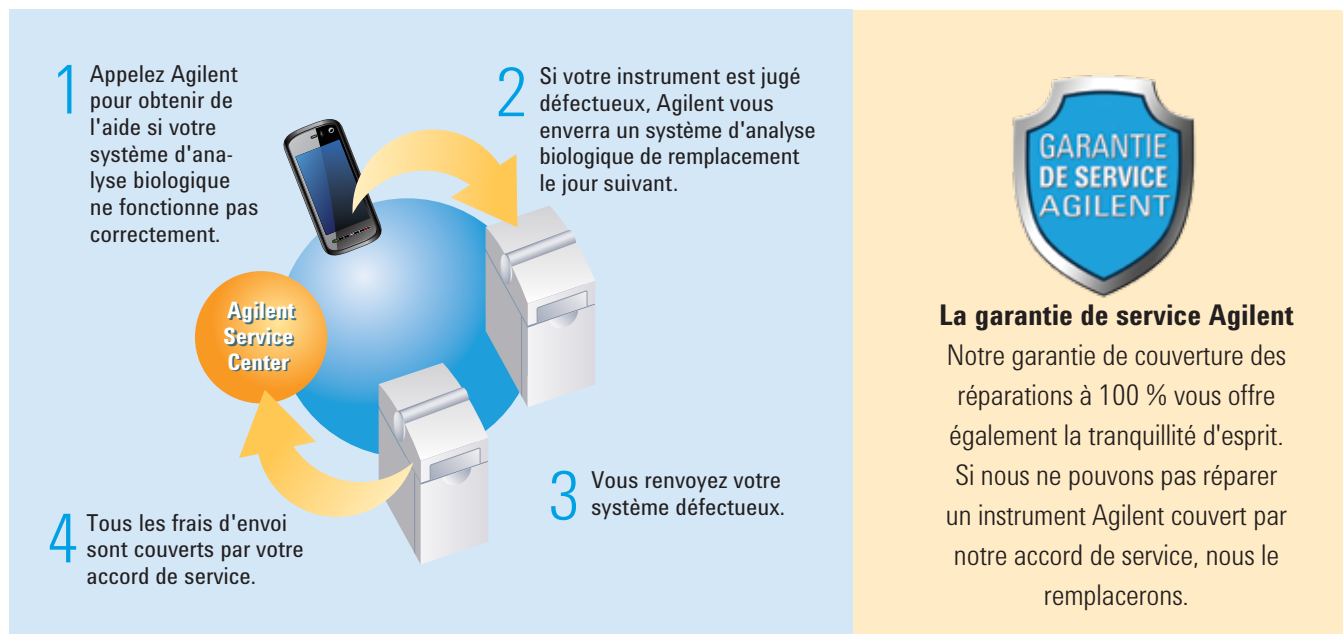 1
Appelez Agilent
pour obtenir de
l'aide si votre
système d'ana-
lyse biologique
ne fonctionne pas
correctement.
2
Si votre instrument est jugé
défectueux, Agilent vous
enverra un système d'analyse
biologique de remplacement
le jour suivant.
Agilent
Service
Center
3
Vous renvoyez votre
système défectueux.
4
Tous les frais d'envoi
sont couverts par votre
accord de service.
GARANTIE
DE SERVICE
AGILENT
La garantie de service Agilent
Notre garantie de couverture des
réparations à 100 % vous offre
également la tranquillité d'esprit.
Si nous ne pouvons pas réparer
un instrument Agilent couvert par
notre accord de service, nous le
remplacerons.